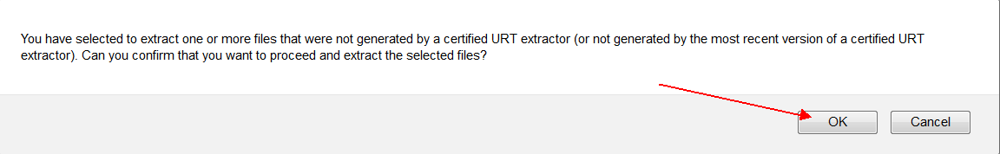 You have selected to extract one or more files that were not generated by a certified URT extractor (or not generated by the most recent version of a certified URT
extractor). Can you confirm that you want to proceed and extract the selected files?
OK
Cancel